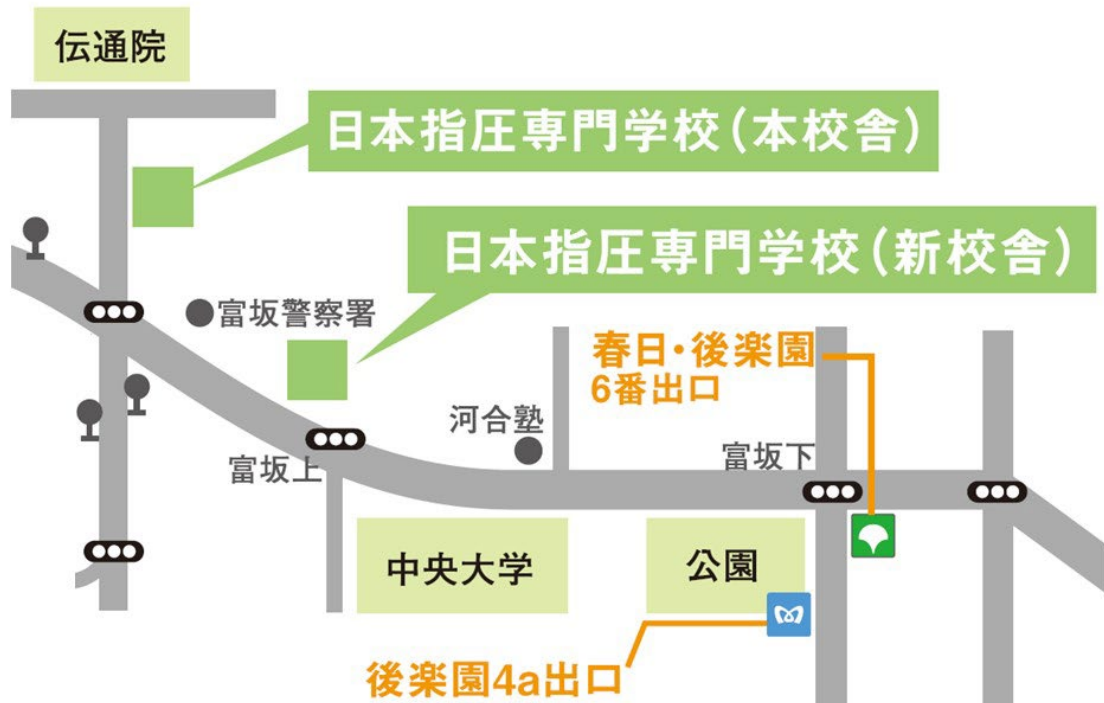 伝通院
日本指圧専門学校（本校舎）
日本指圧専門学校（新校舎）
富坂警察署
春日・後楽園
6番出口
河合塾
富坂上
富坂下
中央大学
公園
後楽園4a出口